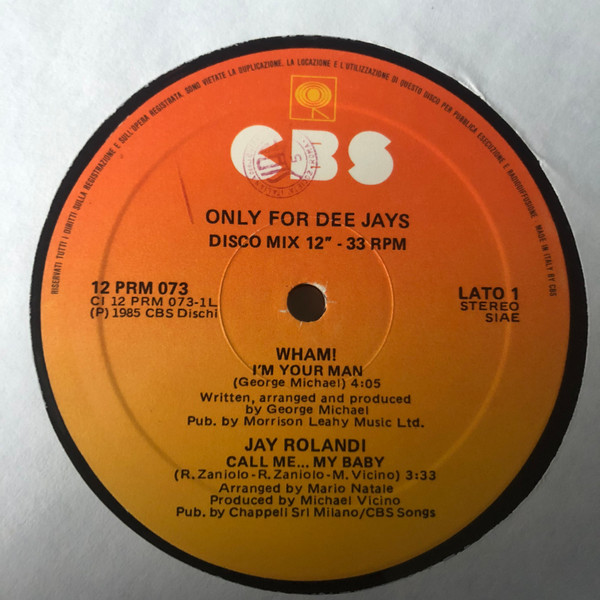 RISERVATI TUTTI I DIRITTI SULLA REGISTRAZIONE E SULL'OPERA REGISTRATA. SONO VIETATE LA DUPLICAZIONE, LA LOCAZIONE E L'UTILIZZAZIONE DI QUESTO DISCO PER PUBBLICA ESECUZIONE E RADIODIFFUSIONE. MADE IN ITALY BY CBS
CBS
ONLY FOR DEE JAYS
DISCO MIX 12" - 33 RPM
12 PRM 073
CI 12 PRM 073-1L
(P) 1985 CBS Dischi
LATO 1
STEREO
SIAE
WHAM!
I'M YOUR MAN
(George Michael) 4:05
Written, arranged and produced
by George Michael
Pub. by Morrison Leahy Music Ltd.
JAY ROLANDI
CALL ME... MY BABY
(R. Zaniolo - R. Zaniolo - M. Vicino) 3:33
Arranged by Mario Natale
Produced by Michael Vicino
Pub. by Chappell Srl Milano/CBS Songs